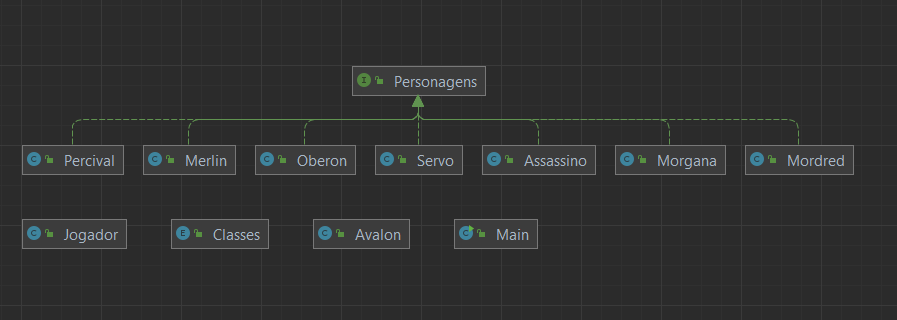 Personagens
Percival Merlin Oberon Servo Assassino Morgana Mordred
Jogador Classes Avalon Main